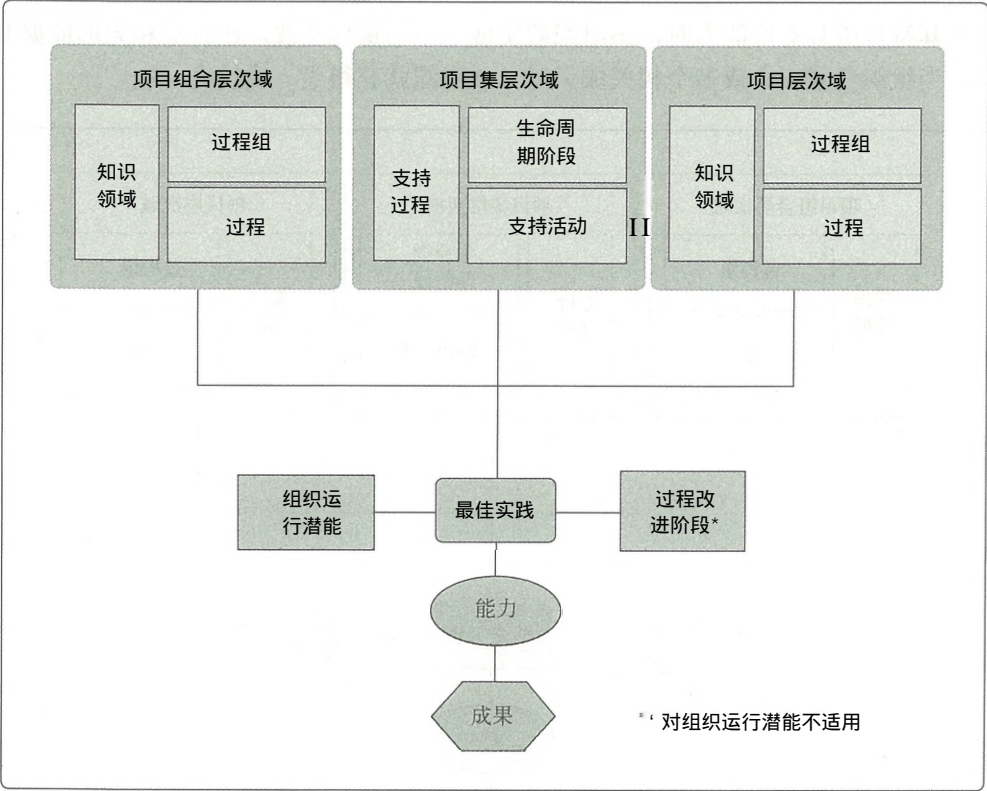 项目组合层次域
知识
领域
过程组
过程
项目集层次域
支持
过程
生命周
期阶段
支持活动
II
项目层次域
知识
领域
过程组
过程
组织运
行潜能
最佳实践
过程改
进阶段*
能力
成果
*‘ 对组织运行潜能不适用